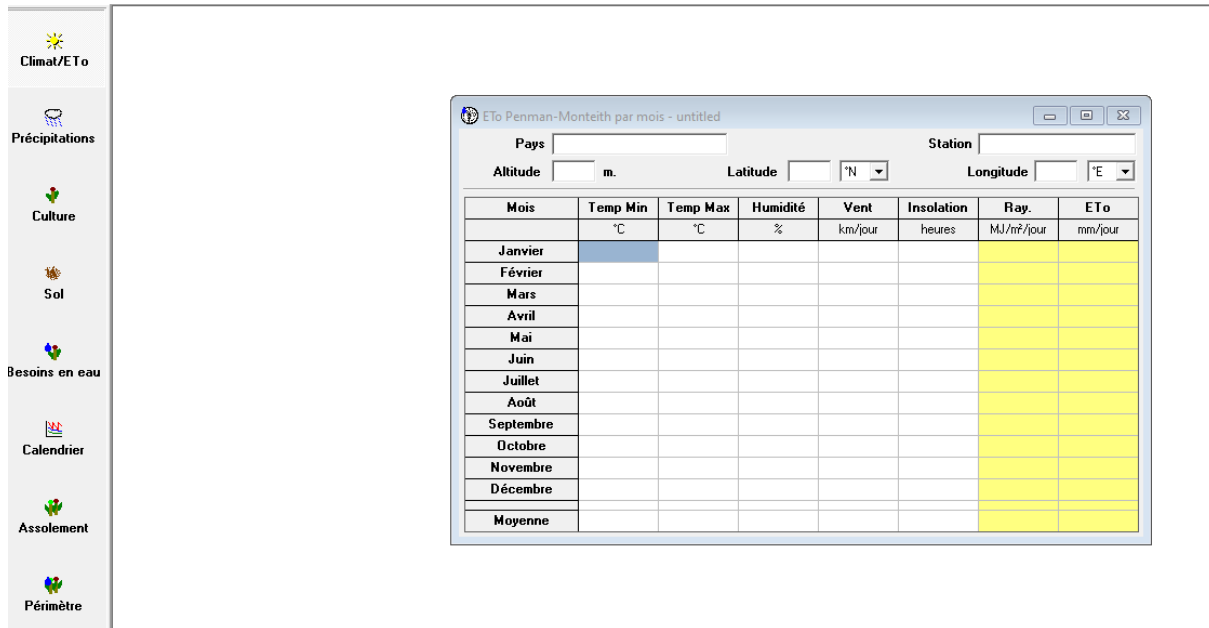 Climat/ETo
Précipitations
Culture
Sol
Besoins en eau
Calendrier
Assolement
Périmètre
ETo Penman-Monteith par mois - untitled
Pays Station
Altitude m. Latitude °N Longitude °E
Mois Temp Min Temp Max Humidité Vent Insolation Ray. ETo
°C °C % km/jour heures MJ/m²/jour mm/jour
Janvier
Février
Mars
Avril
Mai
Juin
Juillet
Août
Septembre
Octobre
Novembre
Décembre
Moyenne